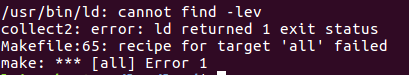 /usr/bin/ld: cannot find -lev
collect2: error: ld returned 1 exit status
Makefile:65: recipe for target 'all' failed
make: *** [all] Error 1